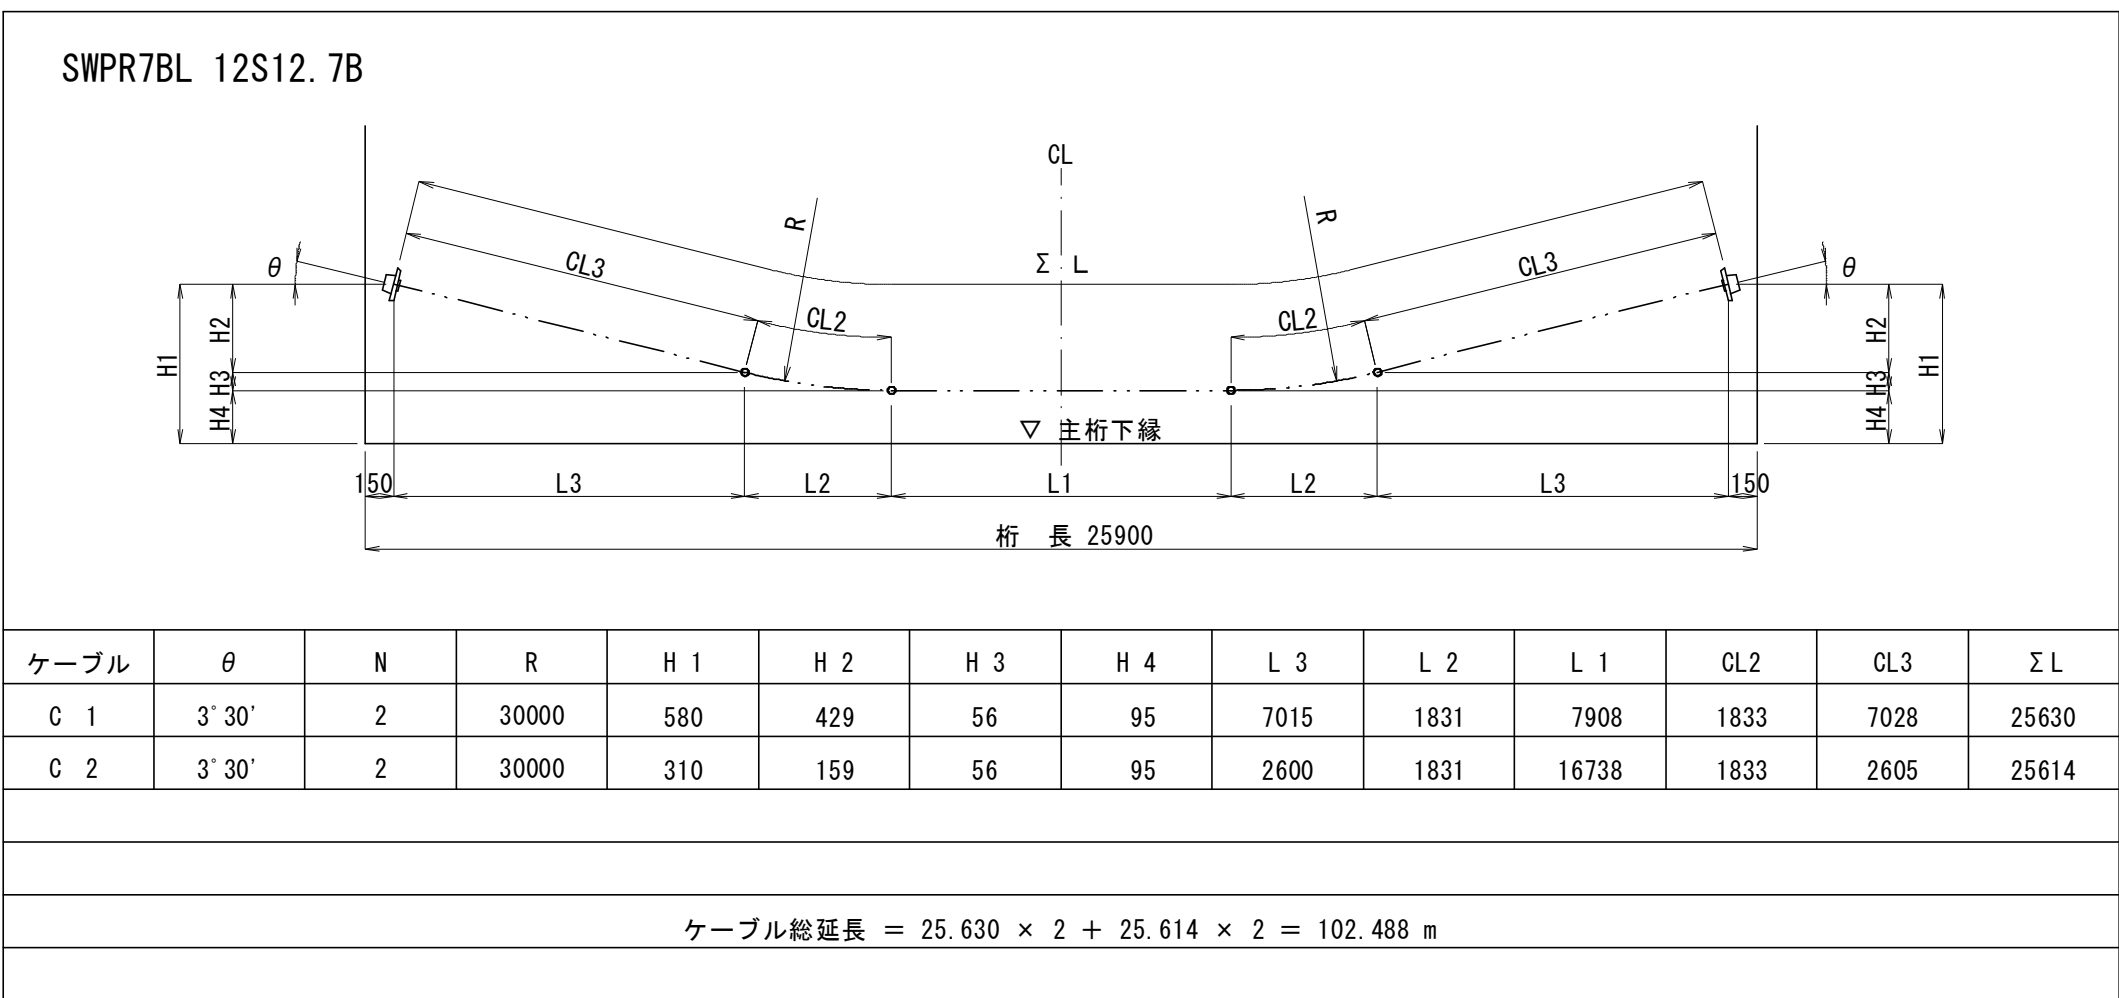 SWPR7BL 12S12.7B
CL
R
R
θ
CL3
Σ L
CL3
θ
CL2
CL2
H1
H2
H3
H4
H2
H3
H4
H1
▽ 主桁下縁
150 L3 L2 L1 L2 L3 150
桁 長 25900
ケーブル θ N R H 1 H 2 H 3 H 4 L 3 L 2 L 1 CL2 CL3 ΣL
C 1 3°30' 2 30000 580 429 56 95 7015 1831 7908 1833 7028 25630
C 2 3°30' 2 30000 310 159 56 95 2600 1831 16738 1833 2605 25614
ケーブル総延長 = 25.630 × 2 + 25.614 × 2 = 102.488 m